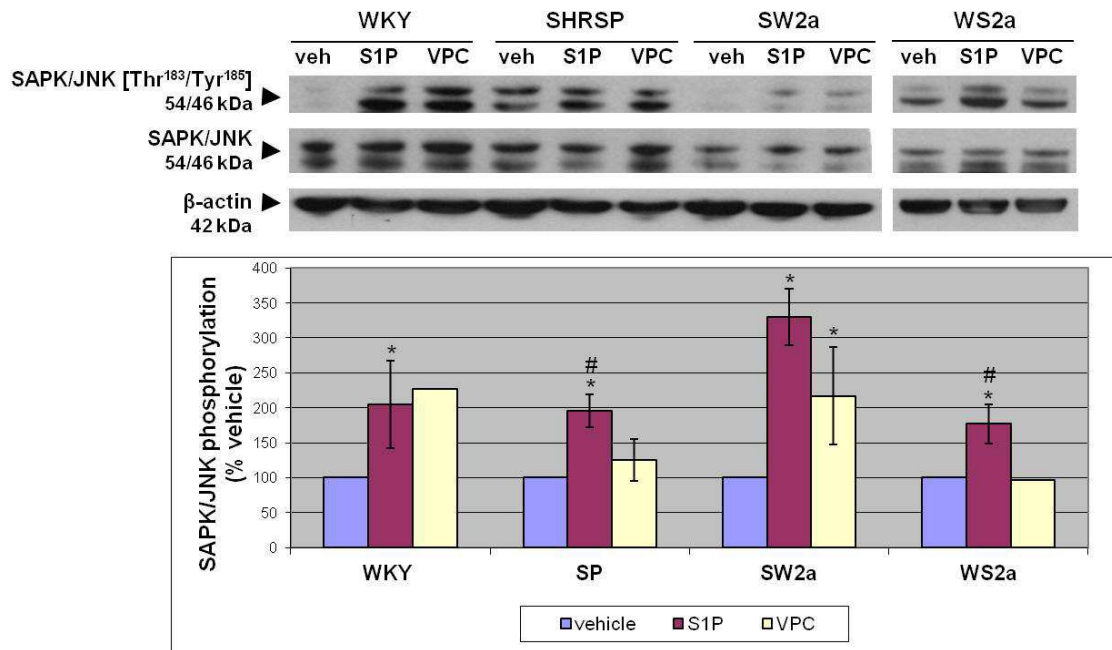 WKY SHRSP SW2a WS2a
veh S1P VPC veh S1P VPC veh S1P VPC veh S1P VPC
SAPK/JNK [Thr¹⁸³/Tyr¹⁸⁵]
54/46 kDa
SAPK/JNK
54/46 kDa
β-actin
42 kDa
SAPK/JNK phosphorylation
(% vehicle)
400
350
300
250
200
150
100
50
0
* # * * * # *
WKY SP SW2a WS2a
vehicle S1P VPC